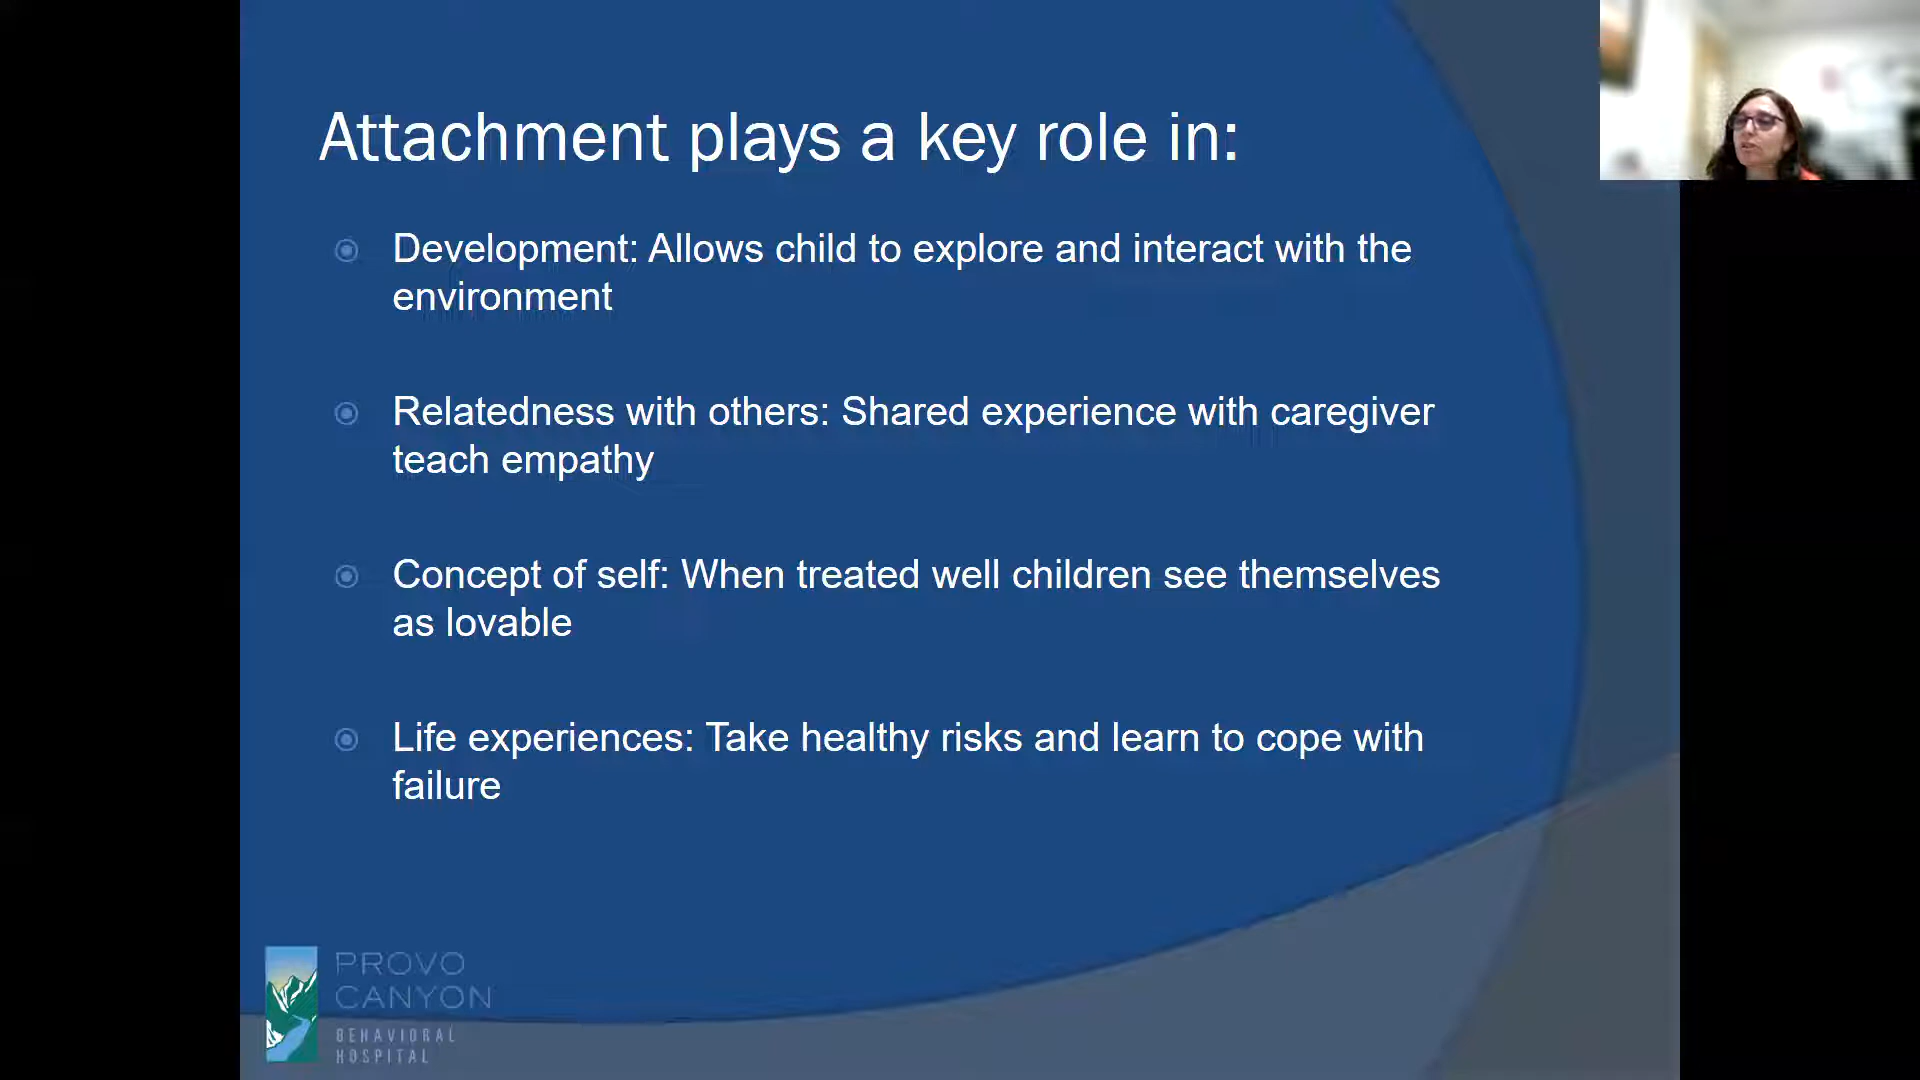 Attachment plays a key role in:
Development: Allows child to explore and interact with the
environment
Relatedness with others: Shared experience with caregiver
teach empathy
Concept of self: When treated well children see themselves
as lovable
Life experiences: Take healthy risks and learn to cope with
failure
PROVO
CANYON
BEHAVIORAL
HOSPITAL